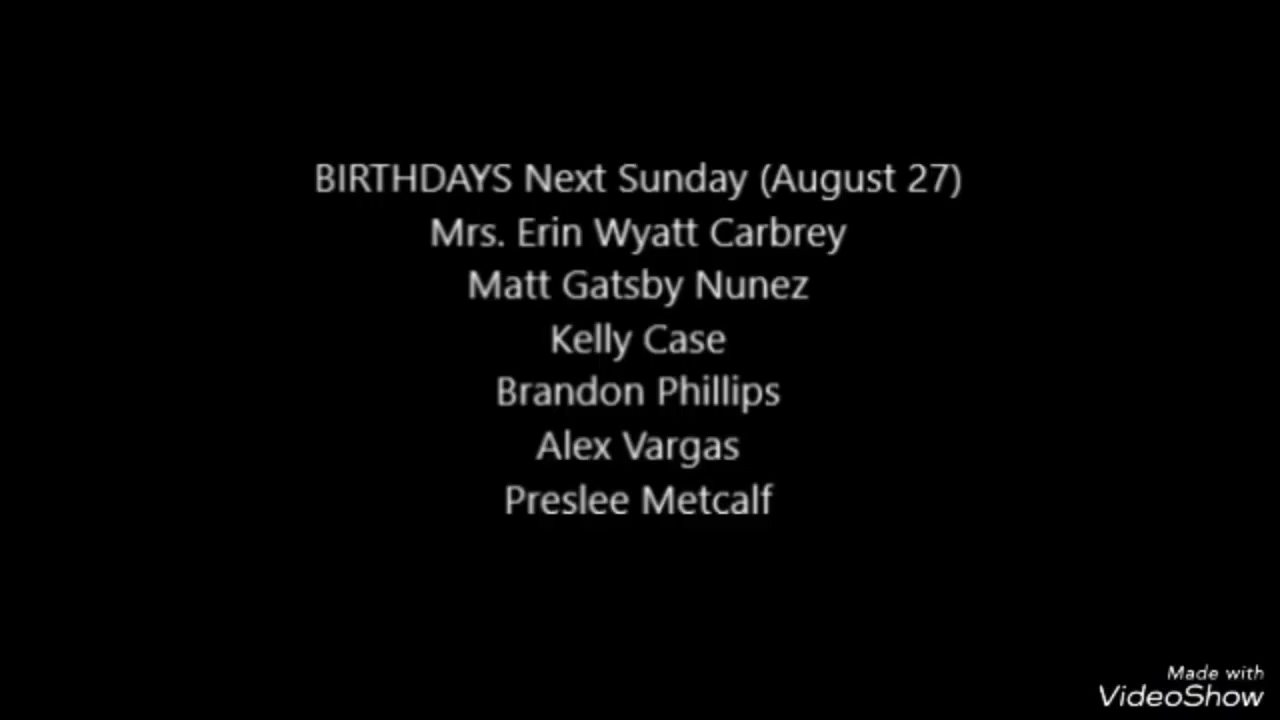 BIRTHDAYS Next Sunday (August 27)
Mrs. Erin Wyatt Carbrey
Matt Gatsby Nunez
Kelly Case
Brandon Phillips
Alex Vargas
Preslee Metcalf
Made with
VideoShow